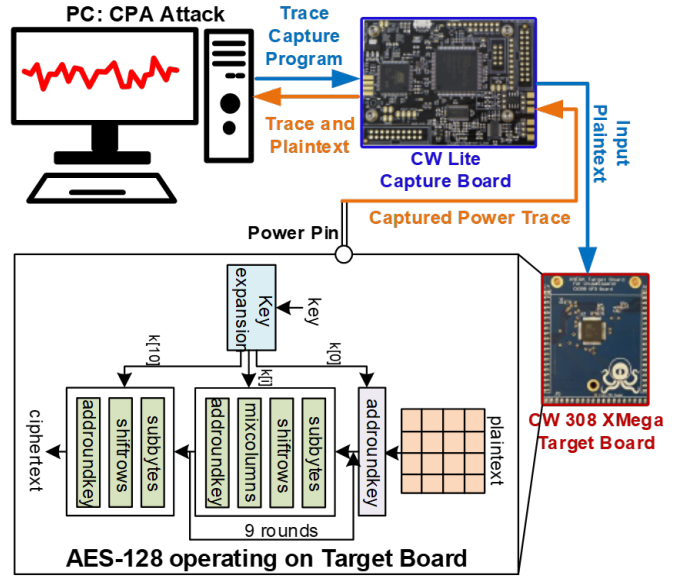 PC: CPA Attack
Trace
Capture
Program
Trace and
Plaintext
CW Lite
Capture Board
Input
Plaintext
Captured Power Trace
Power Pin
Key
expansion
key
k[10]
k[i]
k[0]
ciphertext
addroundkey
shiftrows
subbytes
addroundkey
mixcolumns
shiftrows
subbytes
addroundkey
plaintext
9 rounds
AES-128 operating on Target Board
CW 308 XMega
Target Board